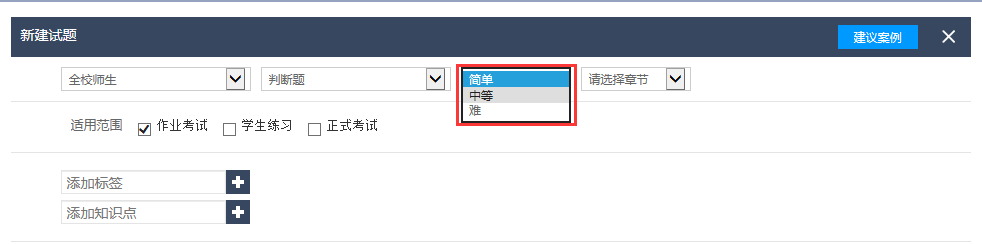 新建试题 建议案例
全校师生 判断题 简单 请选择章节
中等
难
适用范围 作业考试 学生练习 正式考试
添加标签
添加知识点